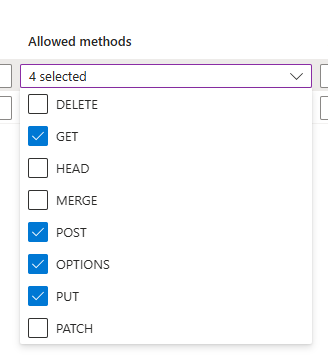 Allowed methods
4 selected
DELETE
GET
HEAD
MERGE
POST
OPTIONS
PUT
PATCH